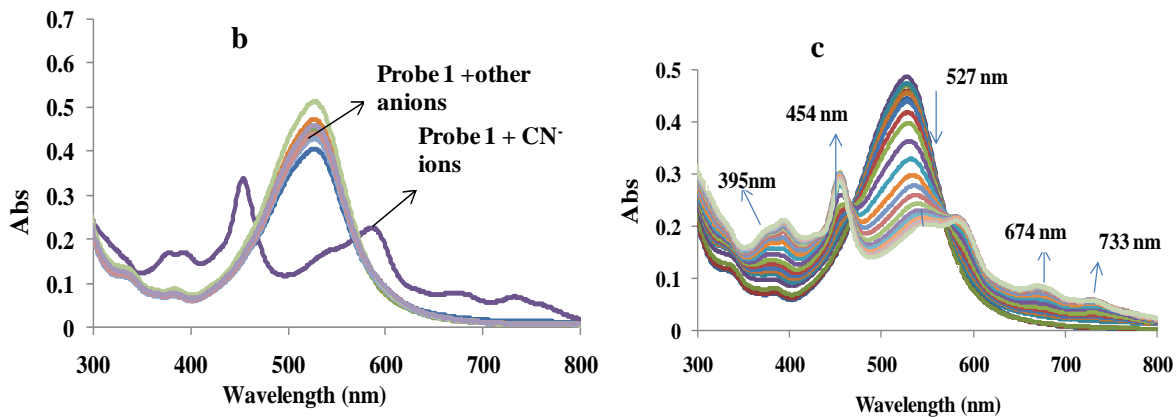 b
Probe 1 +other
anions
Probe 1 + CN-
ions
Abs
0.7
0.6
0.5
0.4
0.3
0.2
0.1
0
300 400 500 600 700 800
Wavelength (nm)
c
527 nm
454 nm
395nm
674 nm
733 nm
Abs
0.5
0.4
0.3
0.2
0.1
0
300 400 500 600 700 800
Wavelength (nm)